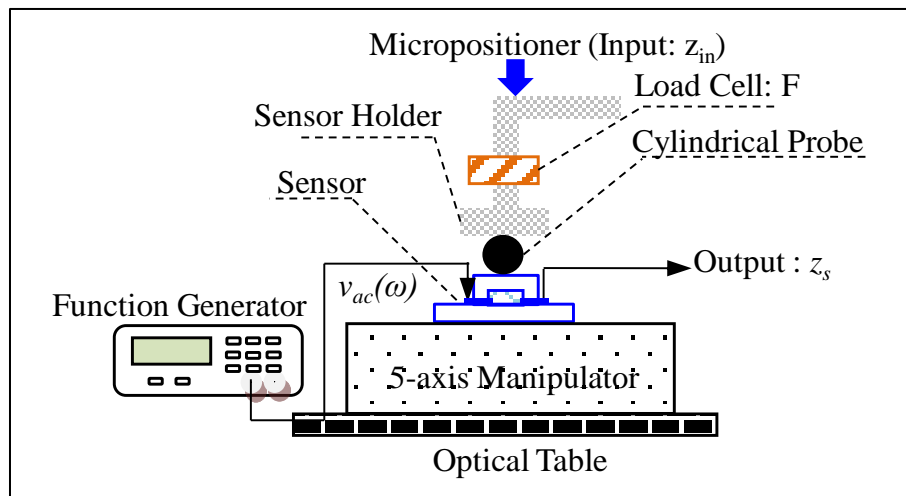 Micropositioner (Input: z_in)
Load Cell: F
Sensor Holder
Cylindrical Probe
Sensor
Output : z_s
v_ac(ω)
Function Generator
5-axis Manipulator
Optical Table